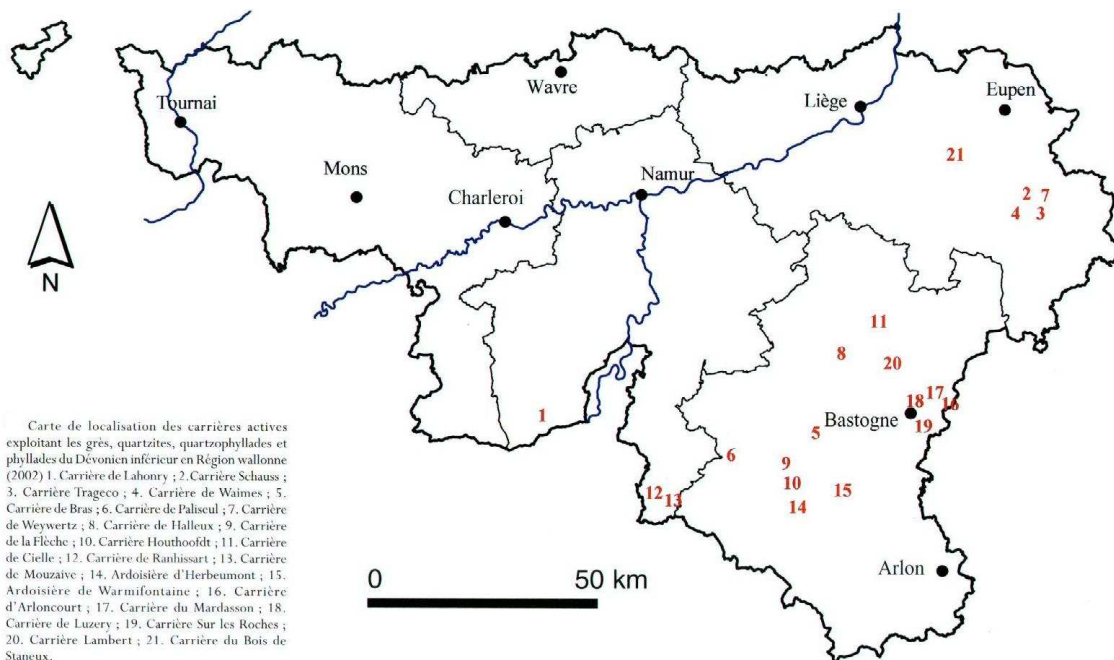 Wavre
Tournai
Liège
Eupen
21
Mons
Namur
Charleroi
2 7
4 3
N
11
8
20
17
18
16
Bastogne
19
1
5
6
9
10
15
12
13
14
Arlon
0 50 km
Carte de localisation des carrières actives
exploitant les grès, quartzites, quartzophyllades et
phyllades du Dévonien inférieur en Région wallonne
(2002) 1. Carrière de Lahonry ; 2.Carrière Schauss ;
3. Carrière Trageco ; 4. Carrière de Waimes ; 5.
Carrière de Bras ; 6. Carrière de Paliseul ; 7. Carrière
de Weywertz ; 8. Carrière de Halleux ; 9. Carrière
de la Flèche ; 10. Carrière Houthoofdt ; 11. Carrière
de Cielle ; 12. Carrière de Ranhissart ; 13. Carrière
de Mouzaive ; 14. Ardoisière d'Herbeumont ; 15.
Ardoisière de Warmifontaine ; 16. Carrière
d'Arloncourt ; 17. Carrière du Mardasson ; 18.
Carrière de Luzery ; 19. Carrière Sur les Roches ;
20. Carrière Lambert ; 21. Carrière du Bois de
Staneux.